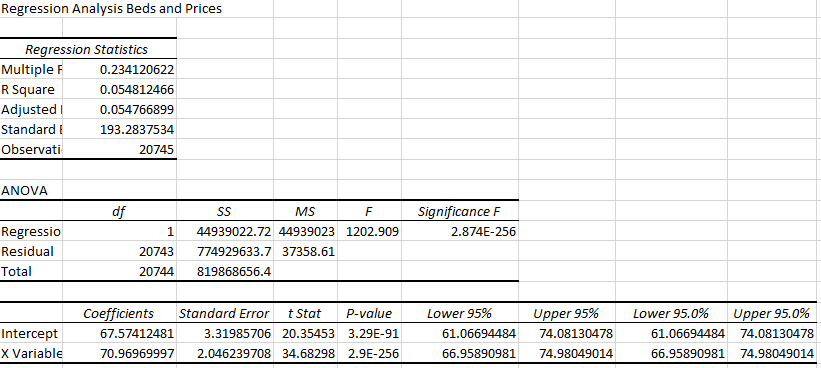 Regression Analysis Beds and Prices
Regression Statistics
Multiple R 0.234120622
R Square 0.054812466
Adjusted 0.054766899
Standard E 193.2837534
Observati 20745
ANOVA
df SS MS F Significance F
Regressio 1 44939022.72 44939023 1202.909 2.874E-256
Residual 20743 774929633.7 37358.61
Total 20744 819868656.4
Coefficients Standard Error t Stat P-value Lower 95% Upper 95% Lower 95.0% Upper 95.0%
Intercept 67.57412481 3.31985706 20.35453 3.29E-91 61.06694484 74.08130478 61.06694484 74.08130478
X Variable 70.96969997 2.046239708 34.68298 2.9E-256 66.95890981 74.98049014 66.95890981 74.98049014